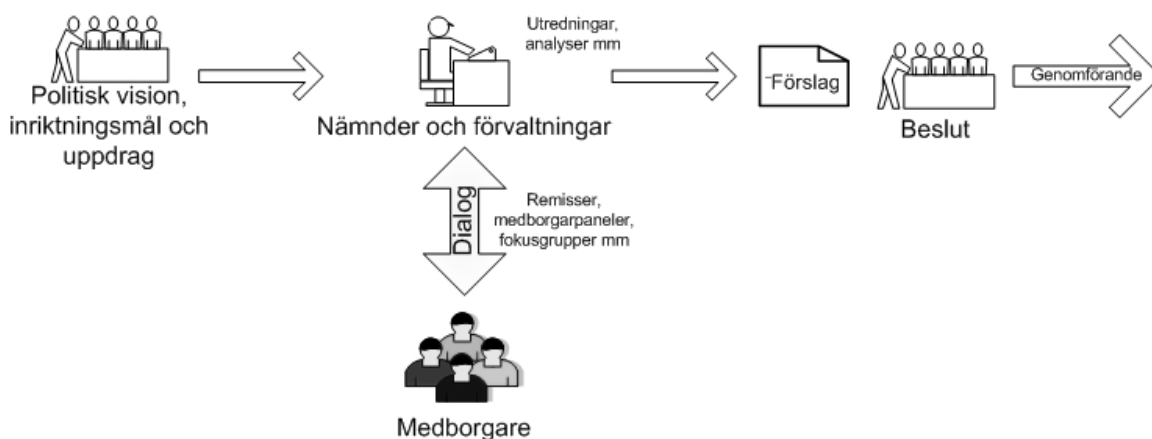 Politisk vision,
inriktningsmål och
uppdrag
Utredningar,
analyser mm
Nämnder och förvaltningar
Förslag
Beslut
Genomförande
Dialog
Remisser,
medborgarpaneler,
fokusgrupper mm
Medborgare